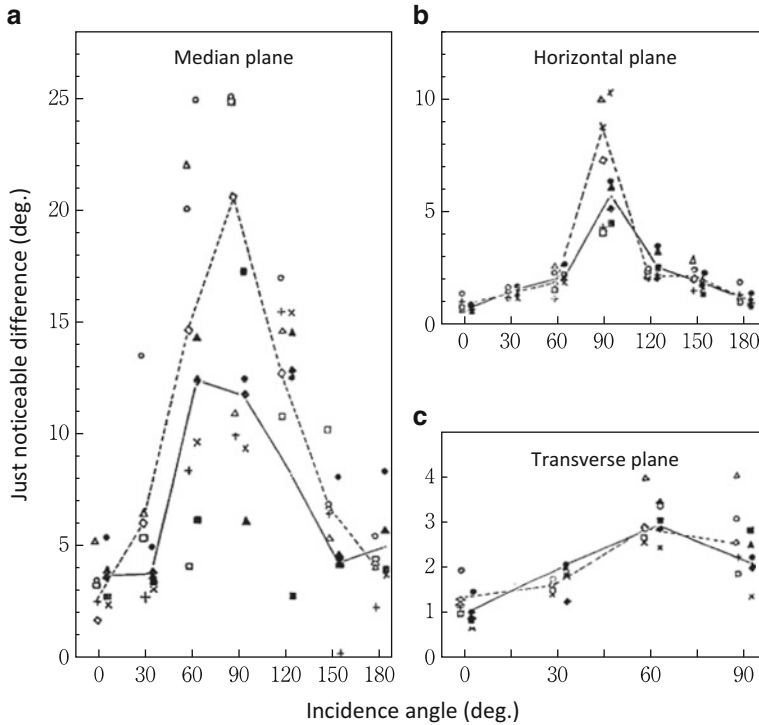 a
Median plane
25
20
15
10
5
0
0 30 60 90 120 150 180
b
Horizontal plane
10
5
0
0 30 60 90 120 150 180
c
Transverse plane
4
3
2
1
0
0 30 60 90
Just noticeable difference (deg.)
Incidence angle (deg.)